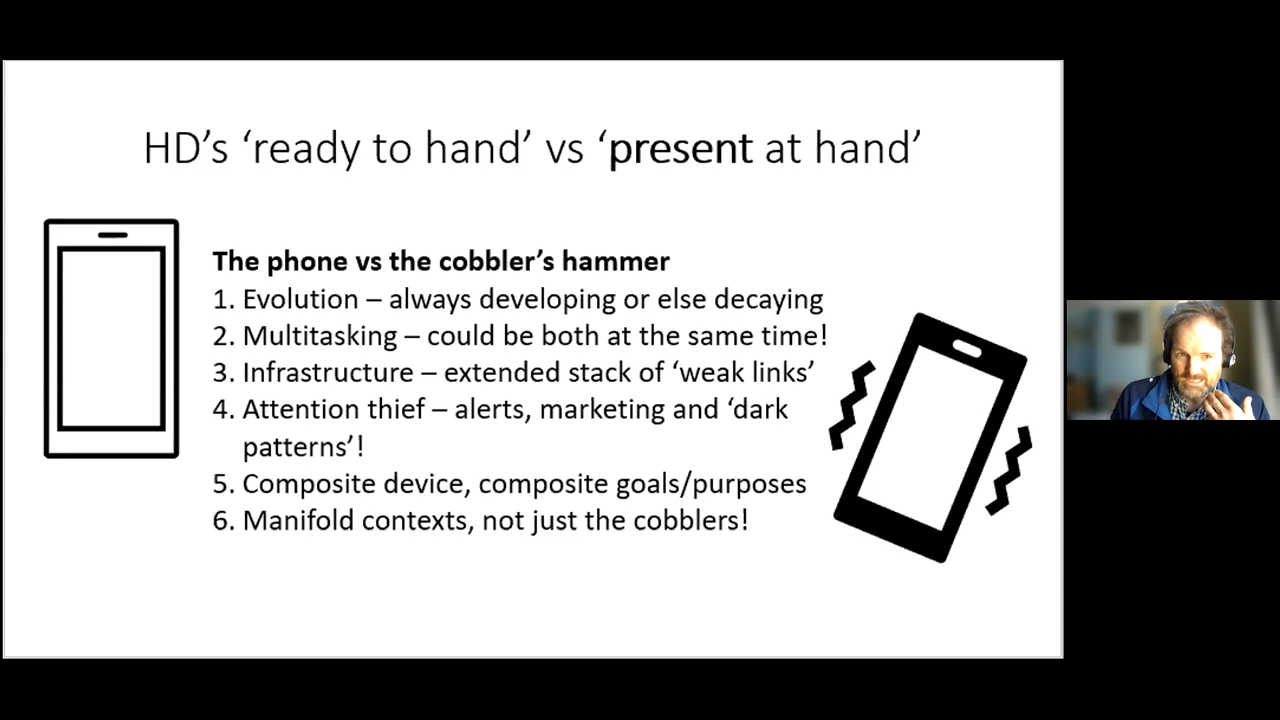 HD’s ‘ready to hand’ vs ‘present at hand’
The phone vs the cobbler’s hammer
1. Evolution – always developing or else decaying
2. Multitasking – could be both at the same time!
3. Infrastructure – extended stack of ‘weak links’
4. Attention thief – alerts, marketing and ‘dark
patterns’!
5. Composite device, composite goals/purposes
6. Manifold contexts, not just the cobblers!